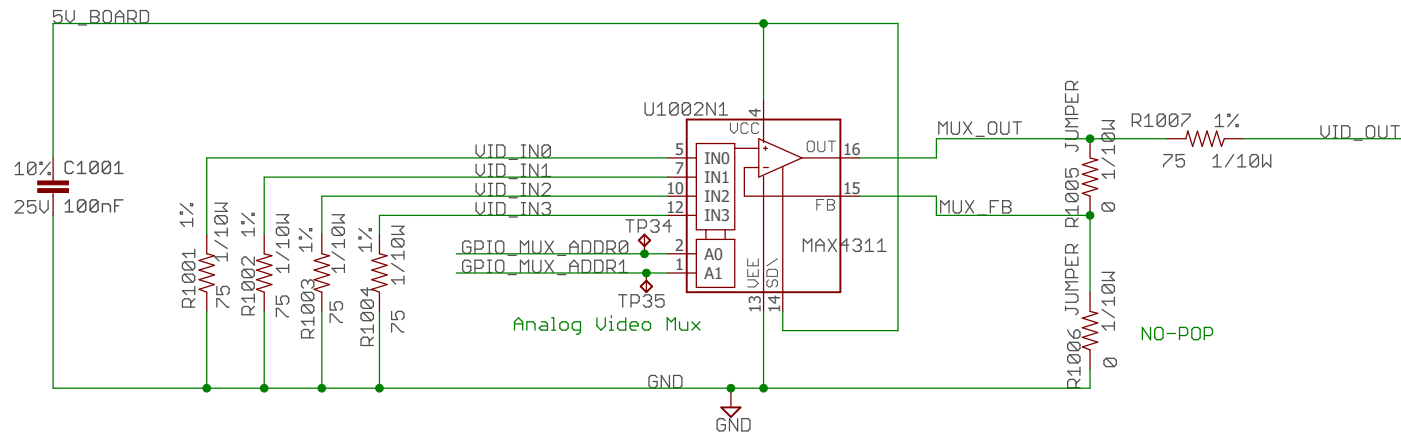 5V_BOARD
10% C1001
25V 100nF
R1001 1%
75 1/10W
R1002 1%
75 1/10W
R1003 1%
75 1/10W
R1004 1%
75 1/10W
VID_IN0
VID_IN1
VID_IN2
VID_IN3
GPIO_MUX_ADDR0
GPIO_MUX_ADDR1
TP34
TP35
Analog Video Mux
U1002N1
4
VCC
5 IN0
7 IN1
10 IN2
12 IN3
2 A0
1 A1
OUT 16
FB 15
MAX4311
VEE 13
SD\ 14
MUX_OUT
MUX_FB
R1005 JUMPER
0 1/10W
R1006 JUMPER
0 1/10W
NO-POP
R1007 1%
75 1/10W
VID_OUT
GND
GND